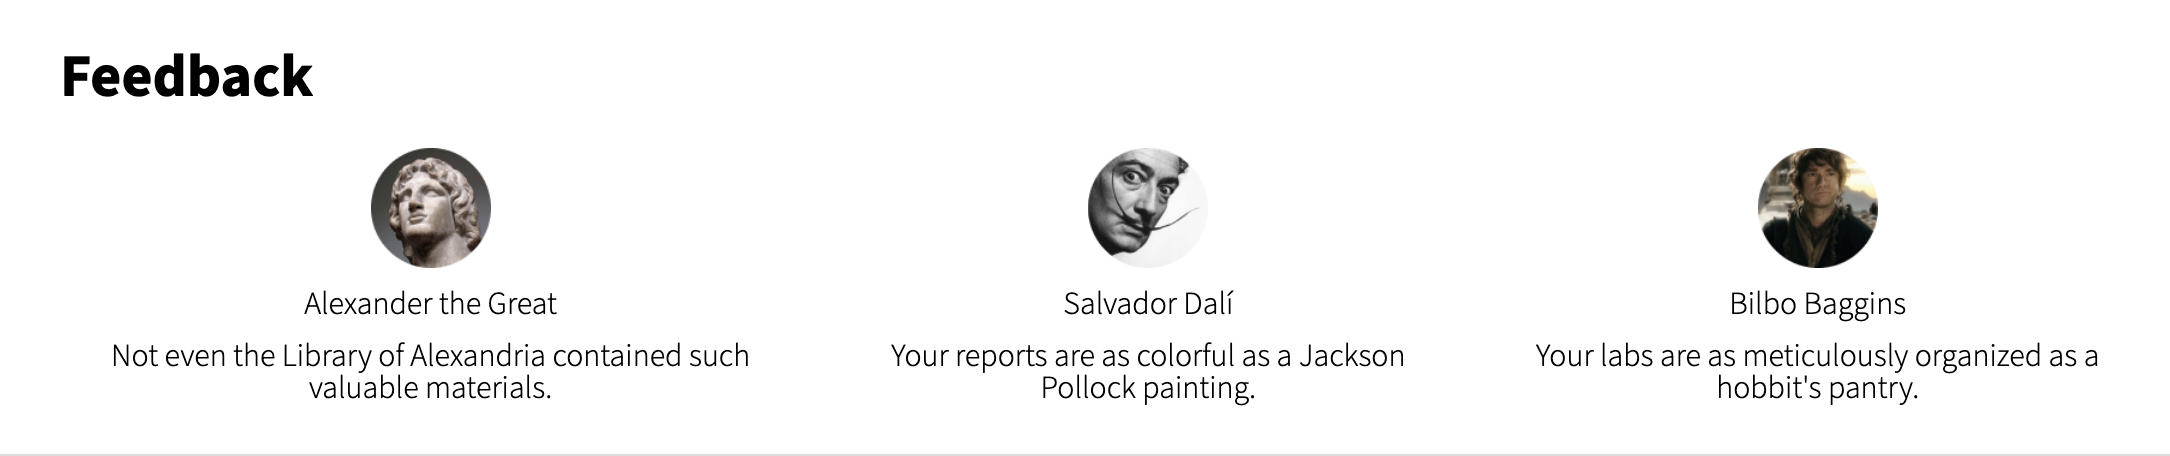 Feedback
Alexander the Great
Not even the Library of Alexandria contained such
valuable materials.
Salvador Dalí
Your reports are as colorful as a Jackson
Pollock painting.
Bilbo Baggins
Your labs are as meticulously organized as a
hobbit's pantry.